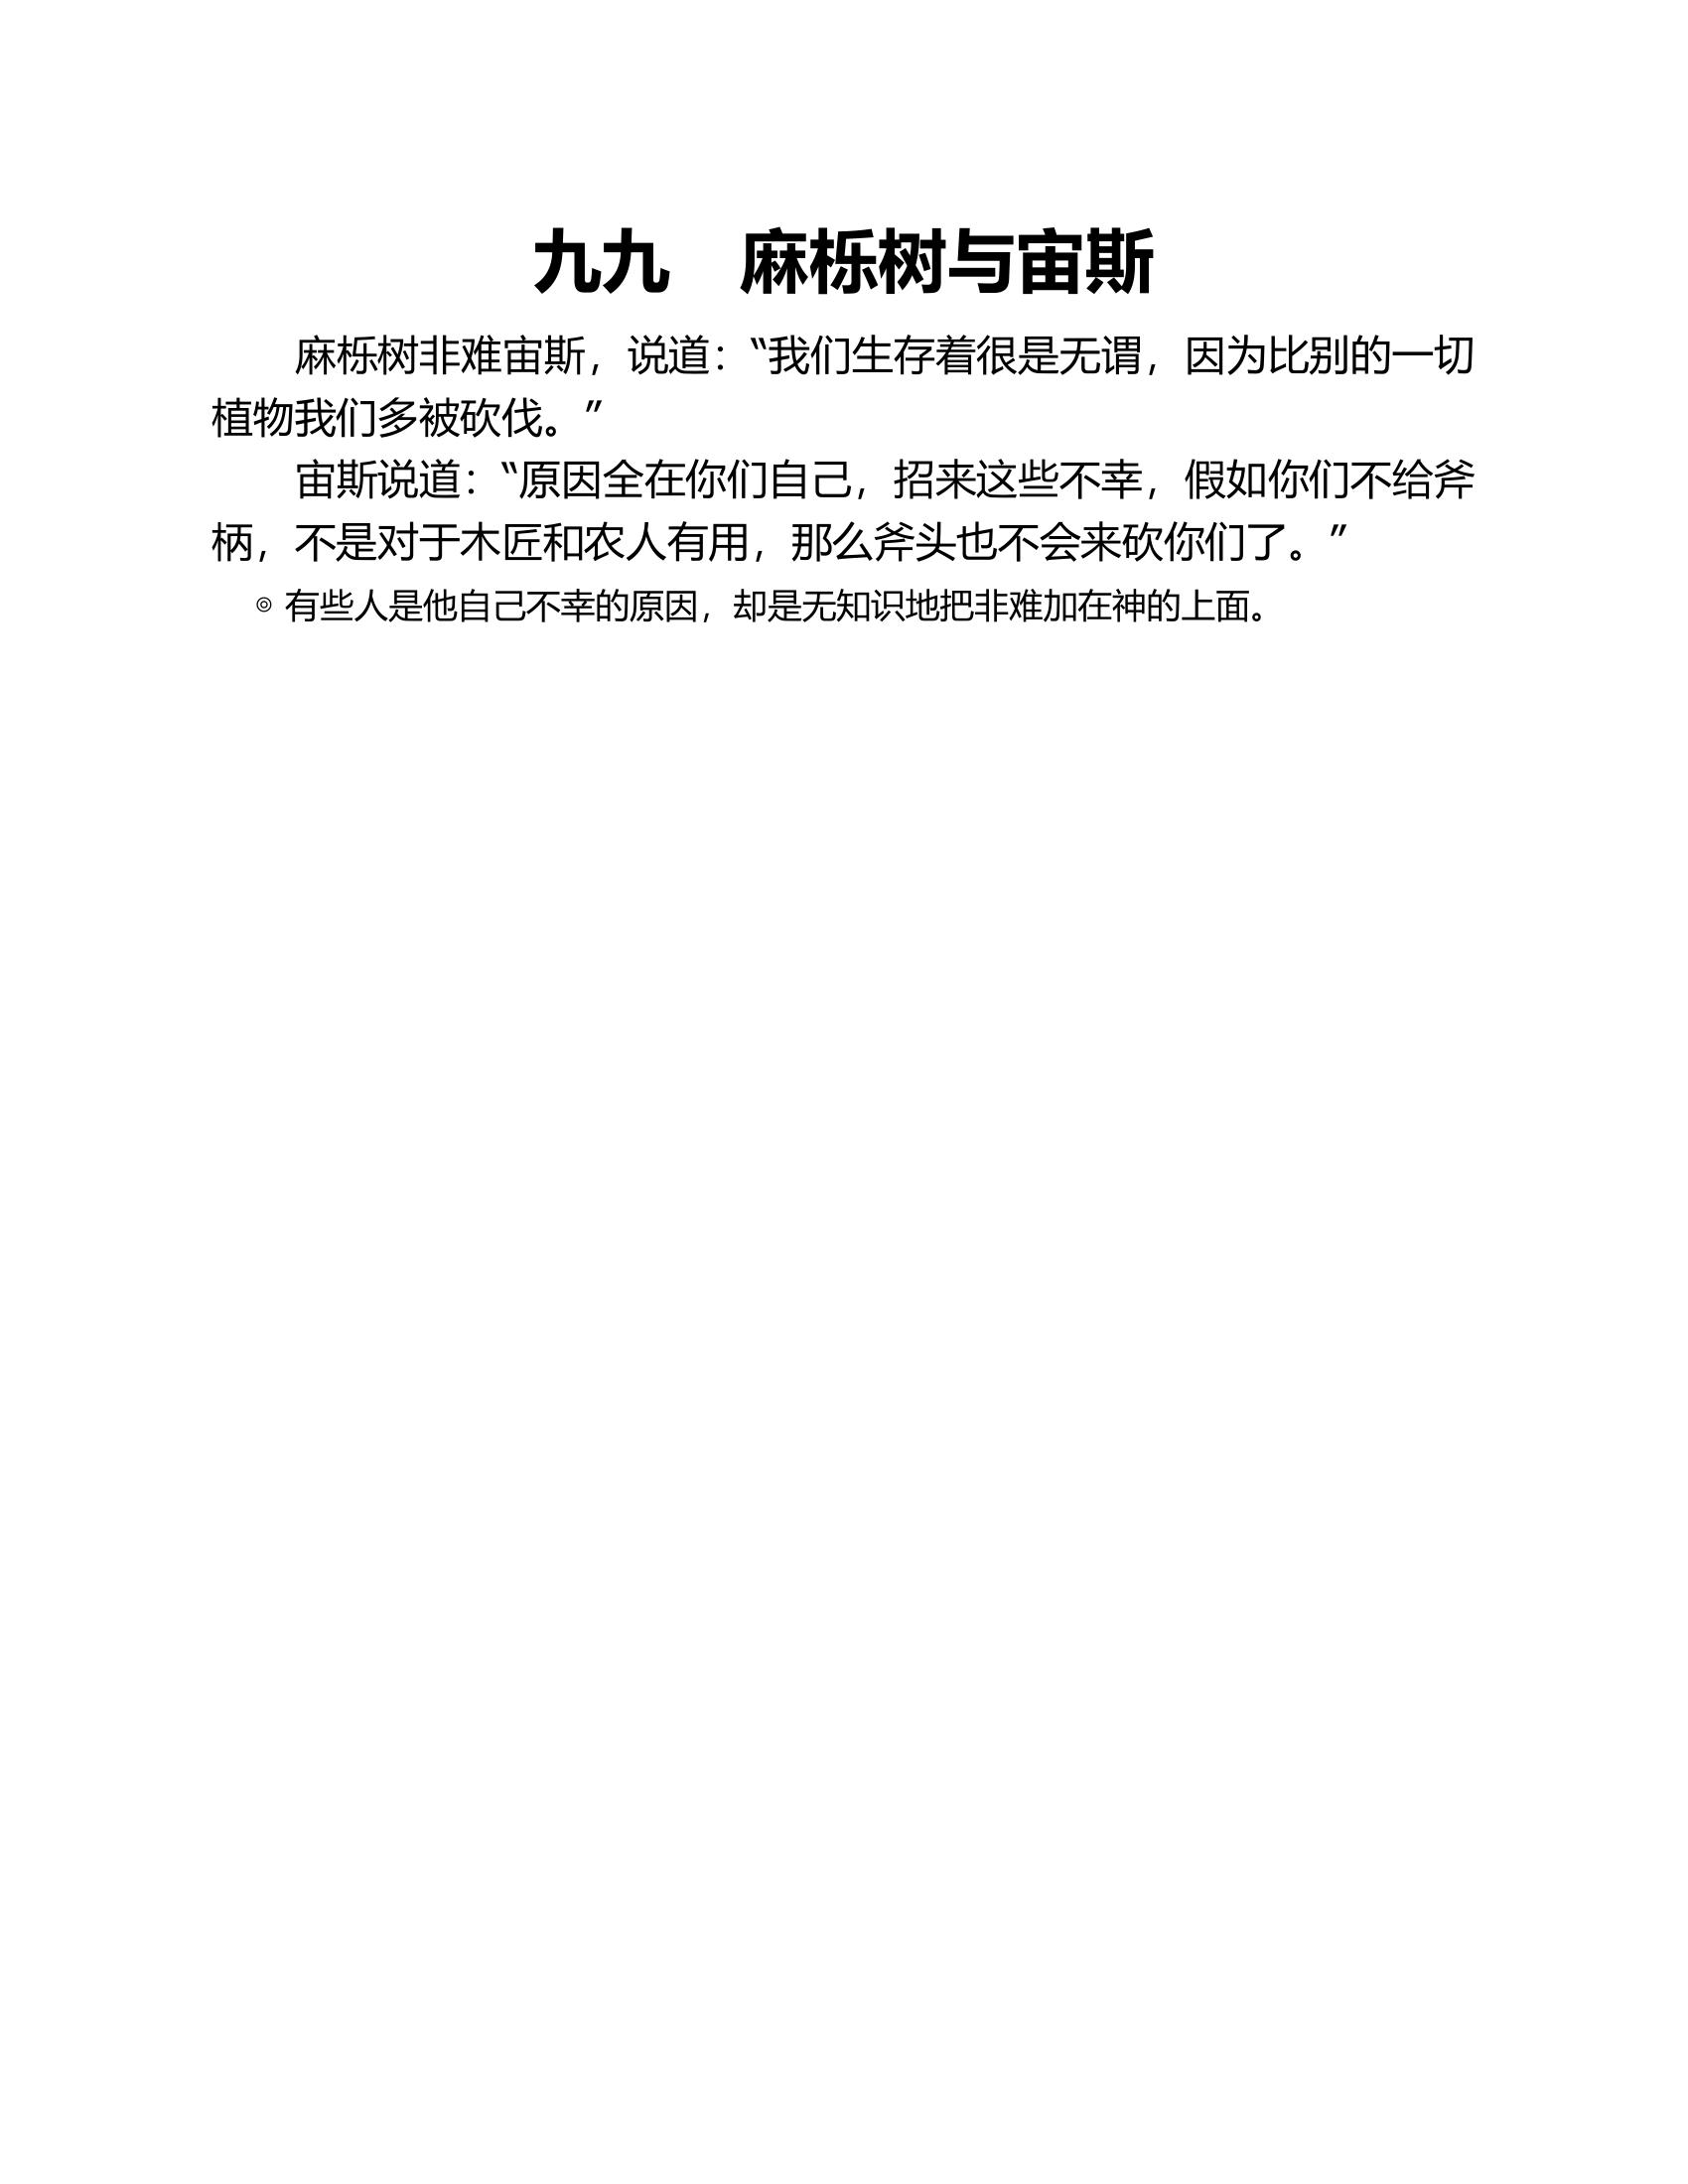 九九　麻栎树与宙斯
麻栎树非难宙斯，说道：“我们生存着很是无谓，因为比别的一切
植物我们多被砍伐。”
宙斯说道：“原因全在你们自己，招来这些不幸，假如你们不给斧
柄，不是对于木匠和农人有用，那么斧头也不会来砍你们了。”
◎ 有些人是他自己不幸的原因，却是无知识地把非难加在神的上面。